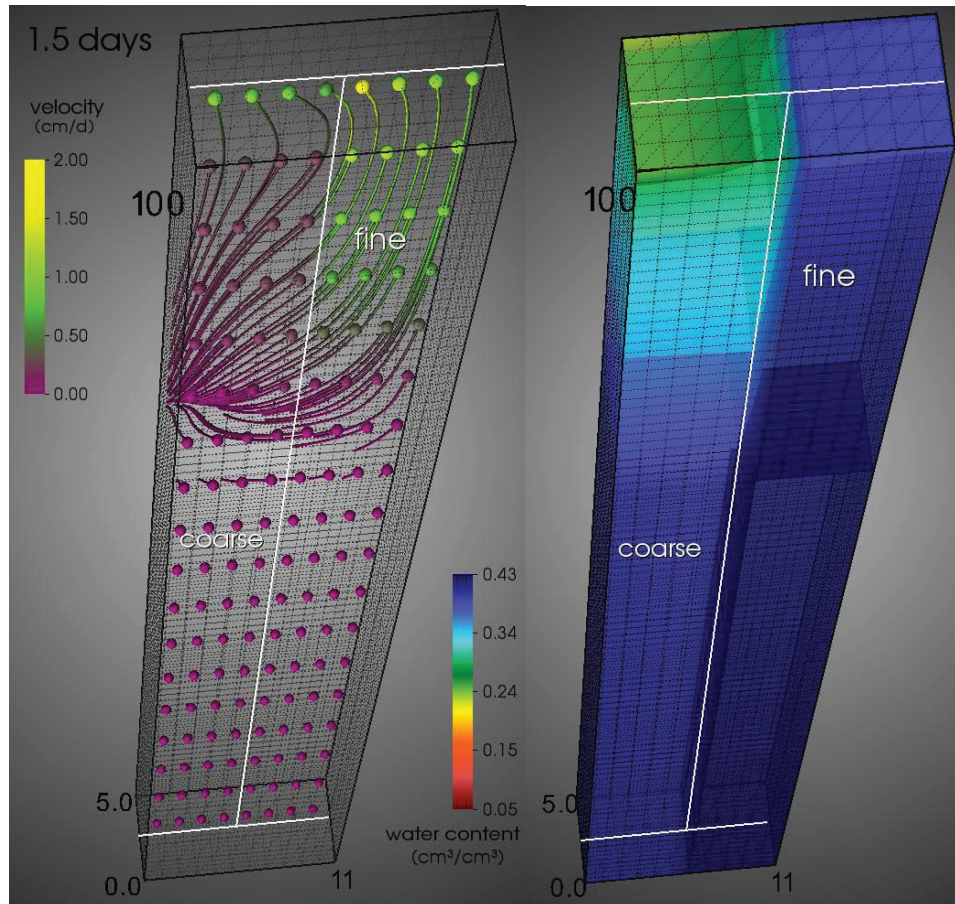 1.5 days
velocity
(cm/d)
2.00
1.50
1.00
0.50
0.00
100
fine
coarse
5.0
0.0
11
0.43
0.34
0.24
0.15
0.05
water content
(cm³/cm³)
100
fine
coarse
5.0
0.0
11